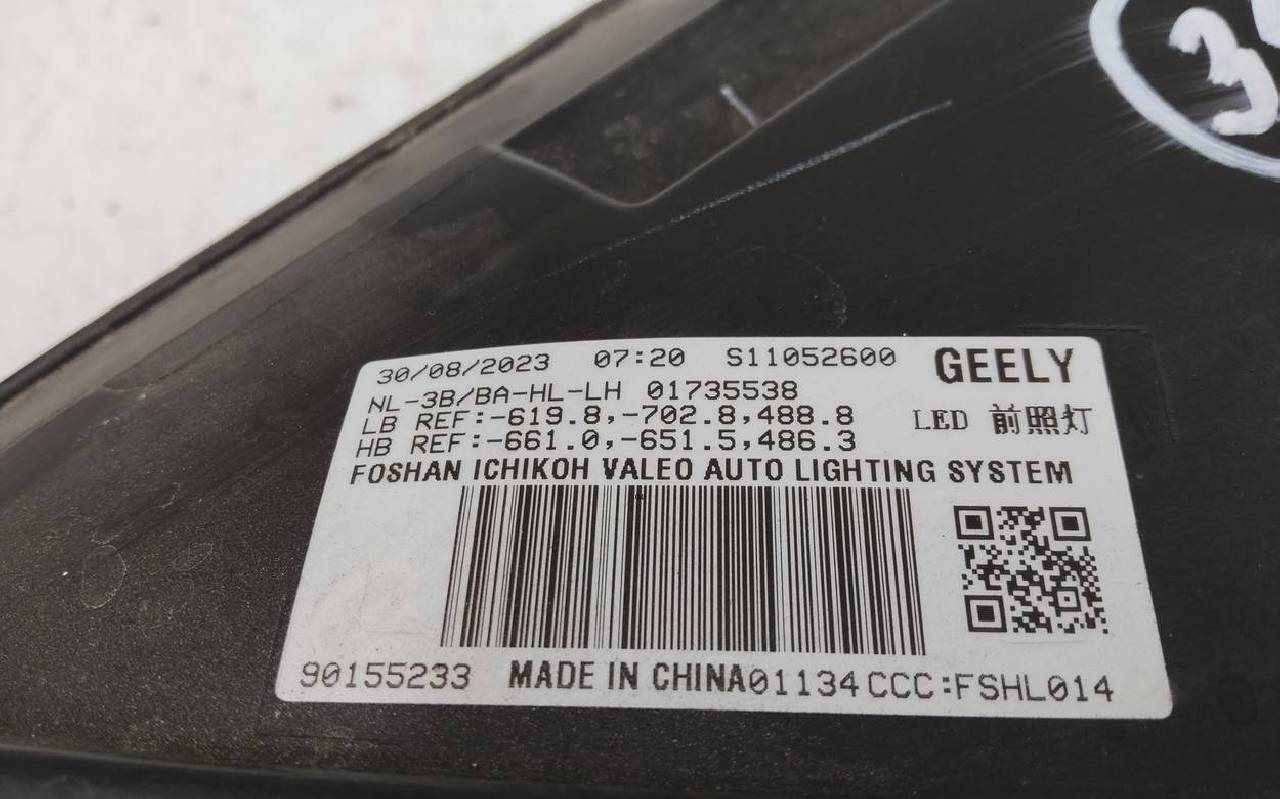 30/08/2023 07:20 S11052600 GEELY
NL-3B/BA-HL-LH 01735538
LB REF:-619.8,-702.8,488.8 LED 前照灯
HB REF:-661.0,-651.5,486.3
FOSHAN ICHIKOH VALEO AUTO LIGHTING SYSTEM
90155233 MADE IN CHINA 01134 CCC:FSHL014